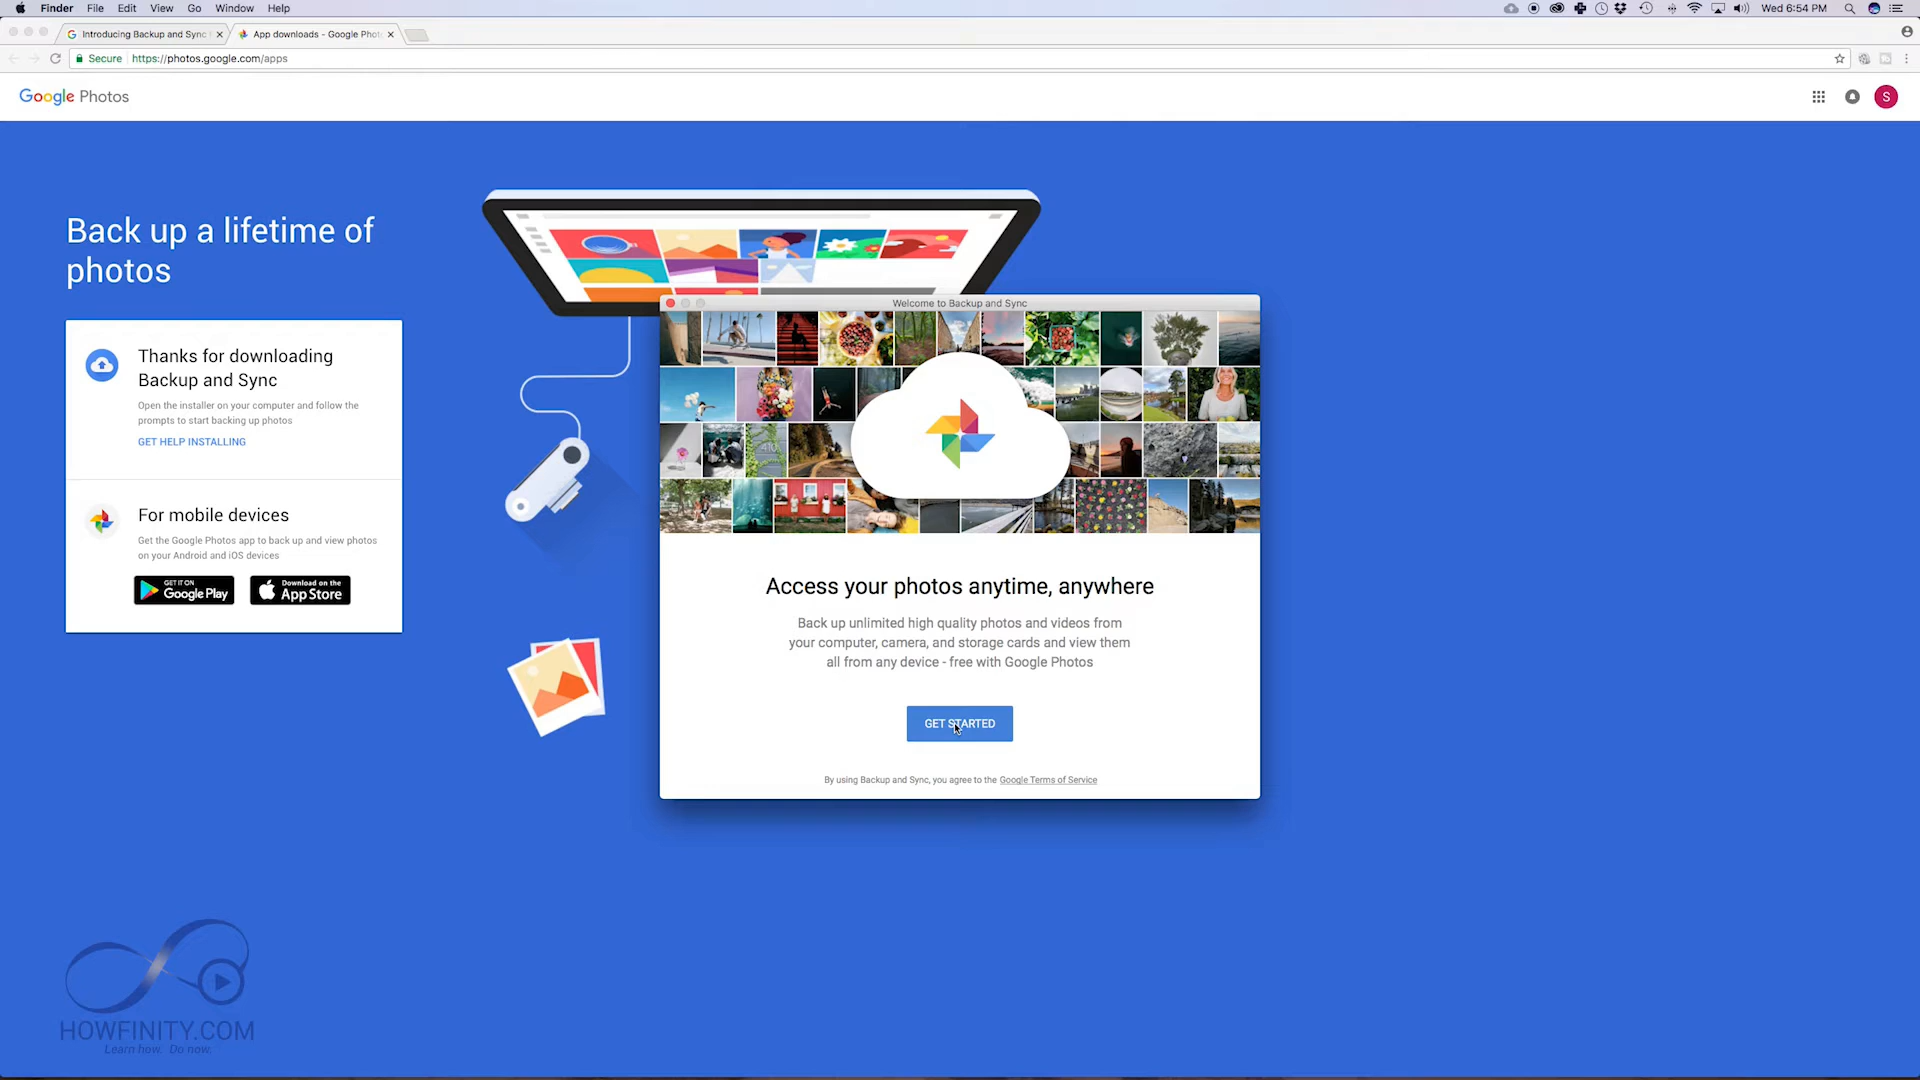 Finder File Edit View Go Window Help
Wed 6:54 PM
Introducing Backup and Sync
App downloads - Google Phot
Secure https://photos.google.com/apps
Google Photos
S
Back up a lifetime of
photos
Thanks for downloading
Backup and Sync
Open the installer on your computer and follow the
prompts to start backing up photos
GET HELP INSTALLING
For mobile devices
Get the Google Photos app to back up and view photos
on your Android and iOS devices
GET IT ON
Google Play
Download on the
App Store
Welcome to Backup and Sync
Access your photos anytime, anywhere
Back up unlimited high quality photos and videos from
your computer, camera, and storage cards and view them
all from any device - free with Google Photos
GET STARTED
By using Backup and Sync, you agree to the Google Terms of Service
HOWFINITY.COM
Learn how. Do now.